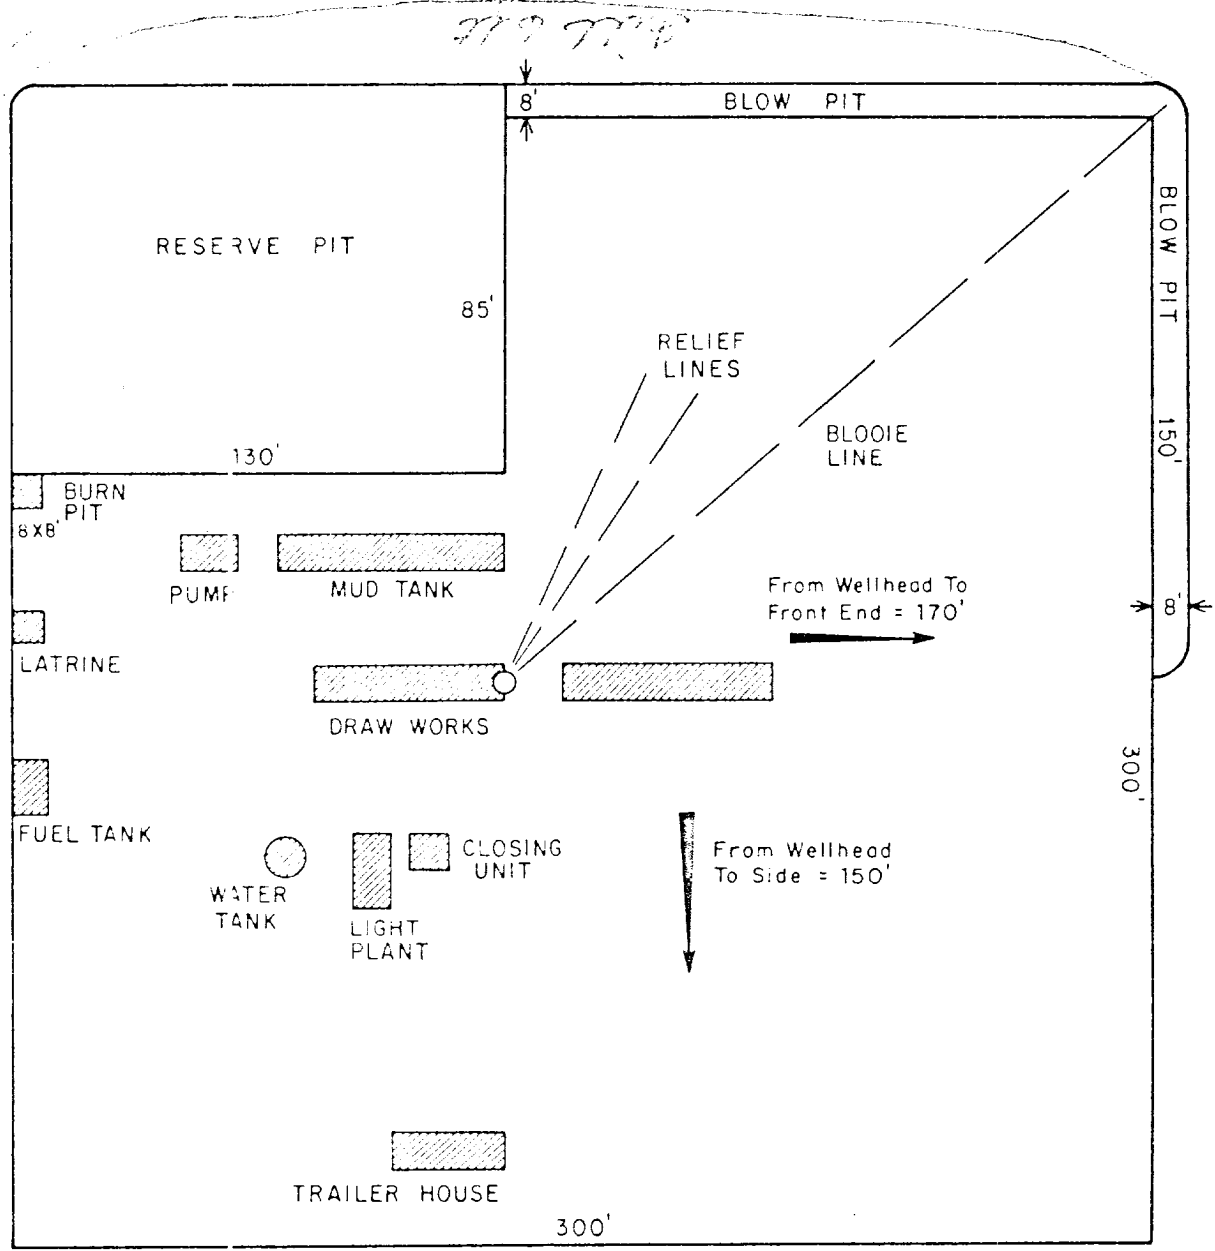 8'
BLOW PIT
BLOW PIT
RESERVE PIT
85'
RELIEF
LINES
BLOOIE
LINE
150'
130'
BURN
PIT
8X8'
PUMP
MUD TANK
From Wellhead To
Front End = 170'
8'
LATRINE
DRAW WORKS
300'
FUEL TANK
CLOSING
UNIT
From Wellhead
To Side = 150'
WATER
TANK
LIGHT
PLANT
TRAILER HOUSE
300'